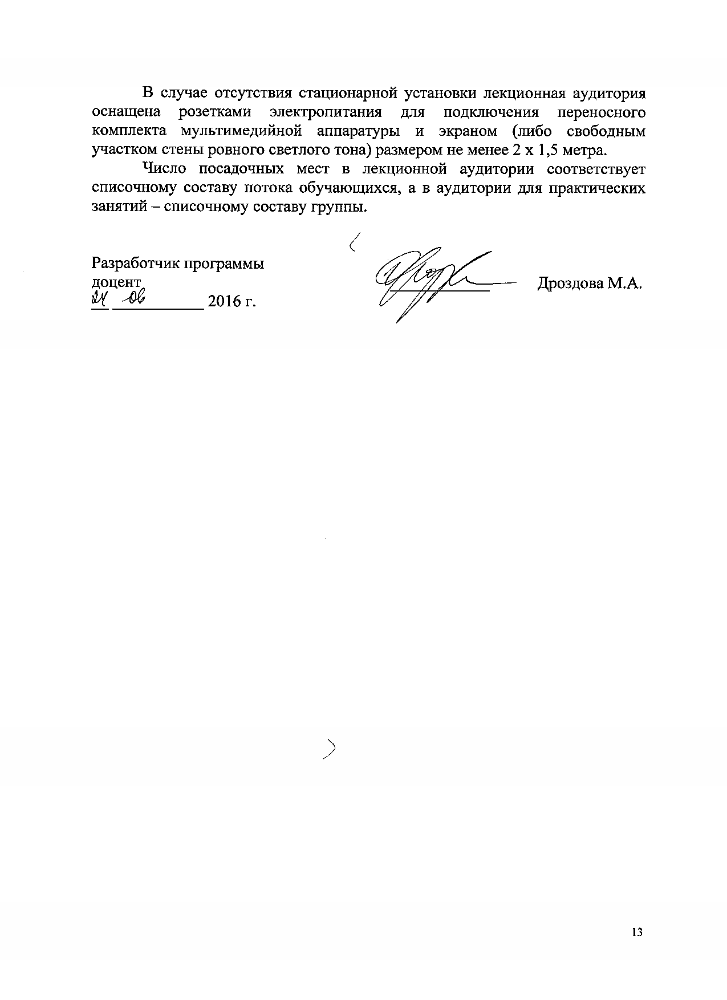 В случае отсутствия стационарной установки лекционная аудитория
оснащена розетками электропитания для подключения переносного
комплекта мультимедийной аппаратуры и экраном (либо свободным
участком стены ровного светлого тона) размером не менее 2 х 1,5 метра.
Число посадочных мест в лекционной аудитории соответствует
списочному составу потока обучающихся, а в аудитории для практических
занятий – списочному составу группы.
Разработчик программы
доцент Дроздова М.А.
24 06 2016 г.
13